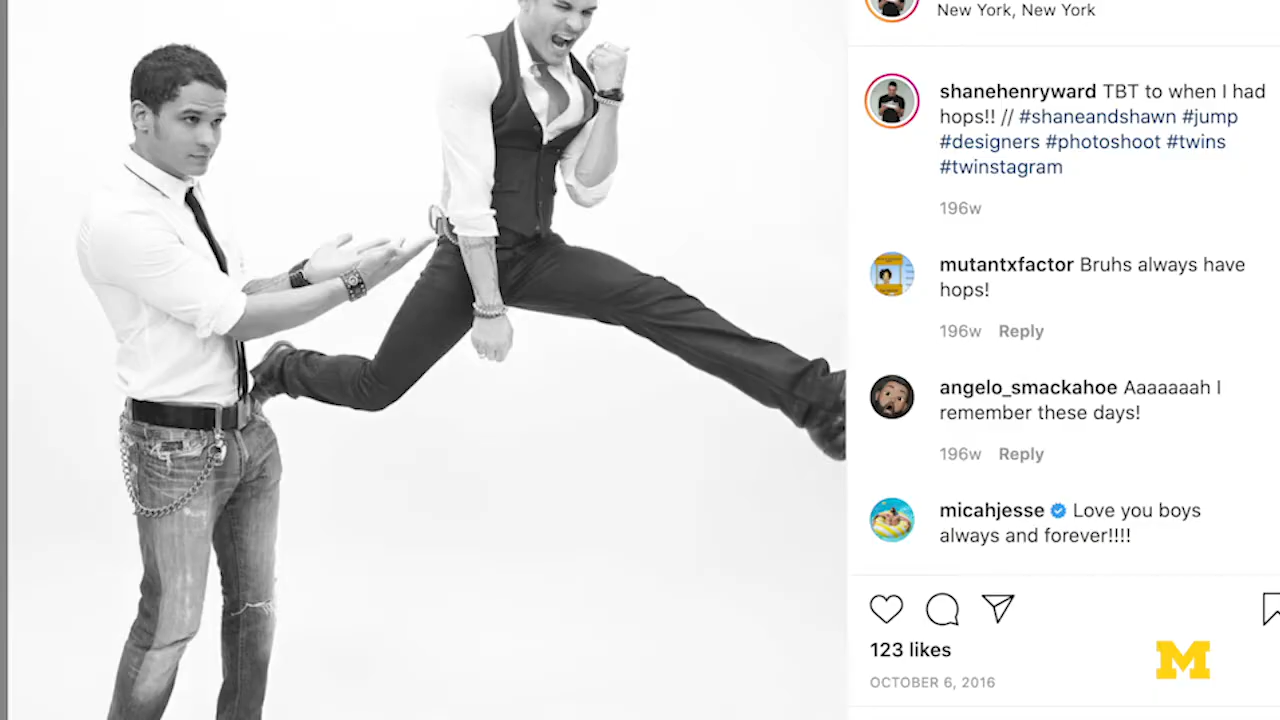 New York, New York
shanehenryward TBT to when I had
hops!! // #shaneandshawn #jump
#designers #photoshoot #twins
#twinstagram
196w
mutantxfactor Bruhs always have
hops!
196w Reply
angelo_smackahoe Aaaaaaah I
remember these days!
196w Reply
micahjesse Love you boys
always and forever!!!!
123 likes
OCTOBER 6, 2016
M